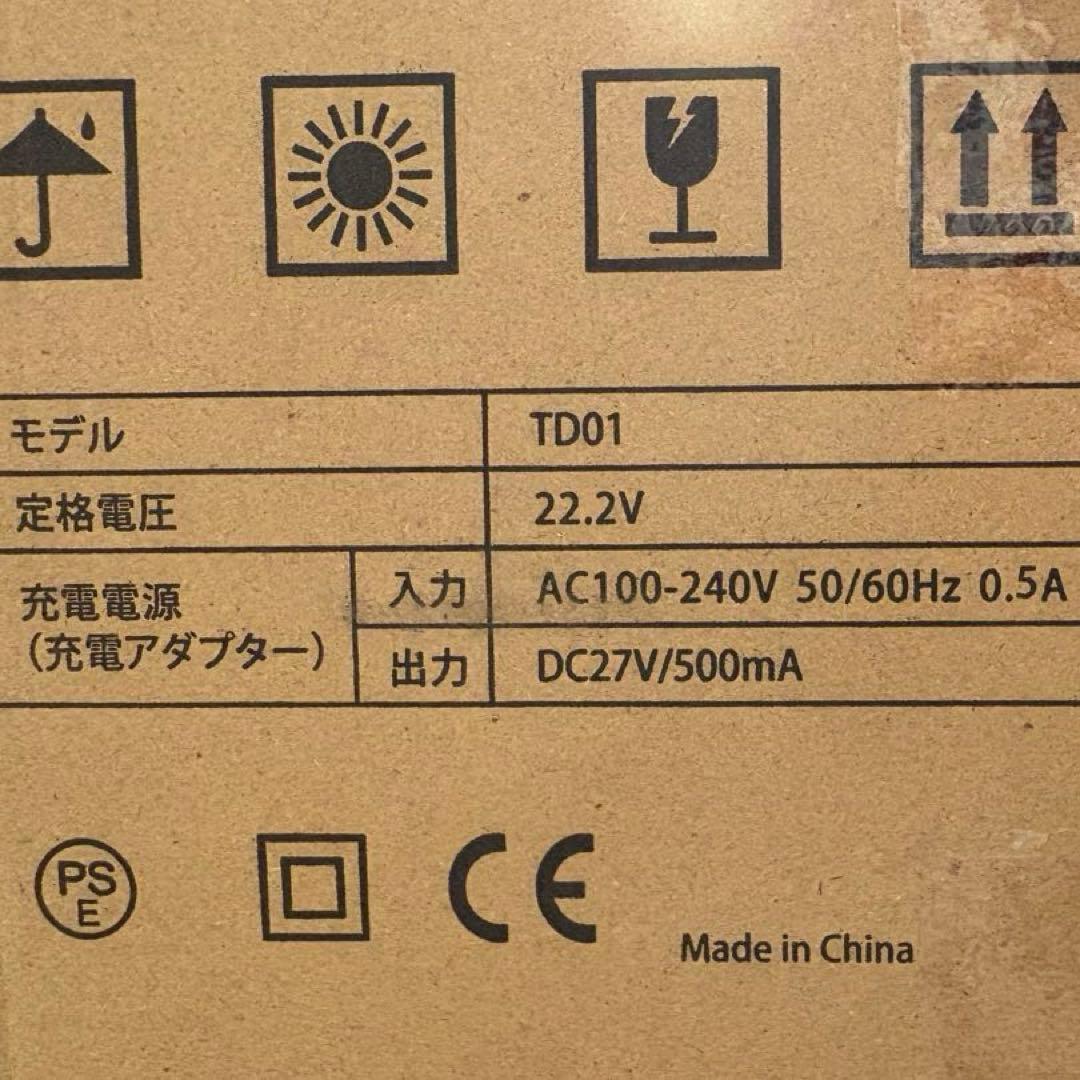 モデル TD01
定格電圧 22.2V
充電電源
（充電アダプター）
入力 AC100-240V 50/60Hz 0.5A
出力 DC27V/500mA
PS
E
CE
Made in China